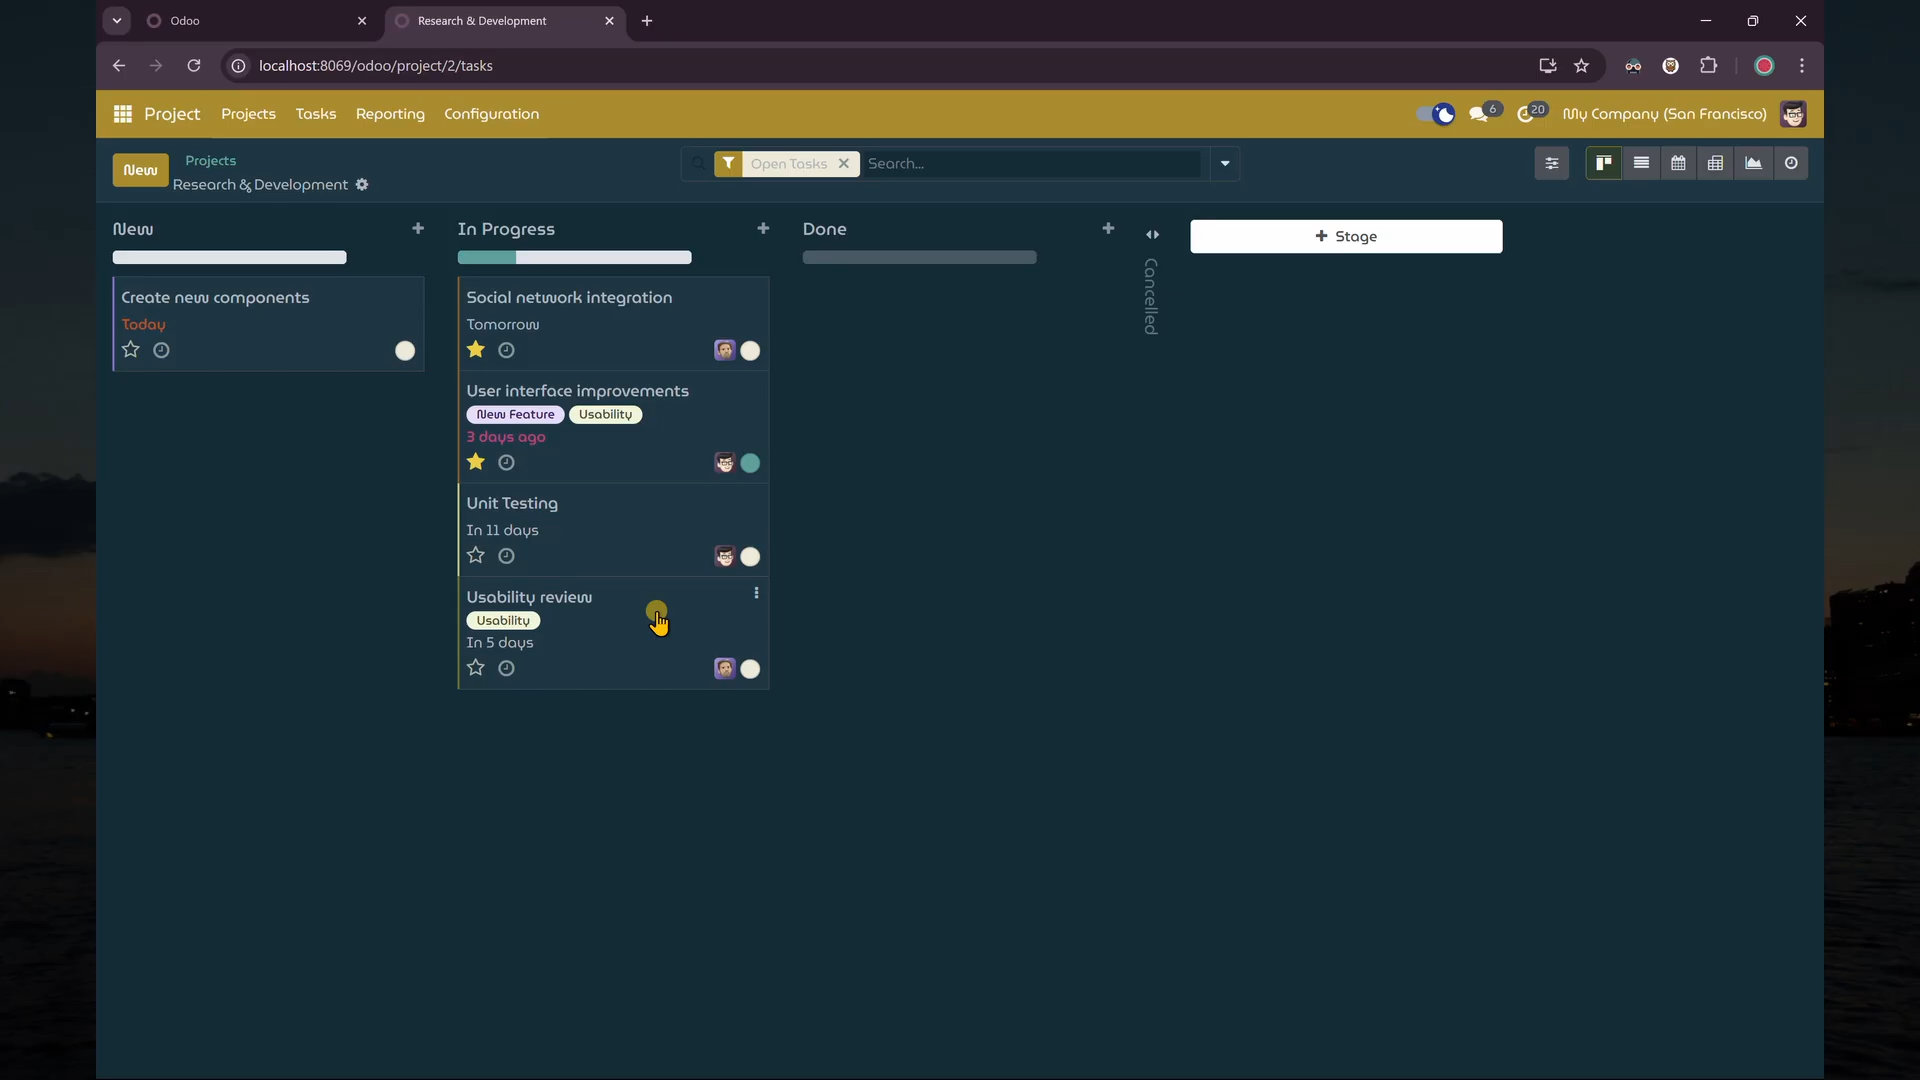 Odoo
Research & Development
localhost:8069/odoo/project/2/tasks
Project Projects Tasks Reporting Configuration
6 20 My Company (San Francisco)
New
Projects
Research & Development
Open Tasks Search...
New
In Progress
Done
Cancelled
Stage
Create new components
Today
Social network integration
Tomorrow
User interface improvements
New Feature Usability
3 days ago
Unit Testing
In 11 days
Usability review
Usability
In 5 days